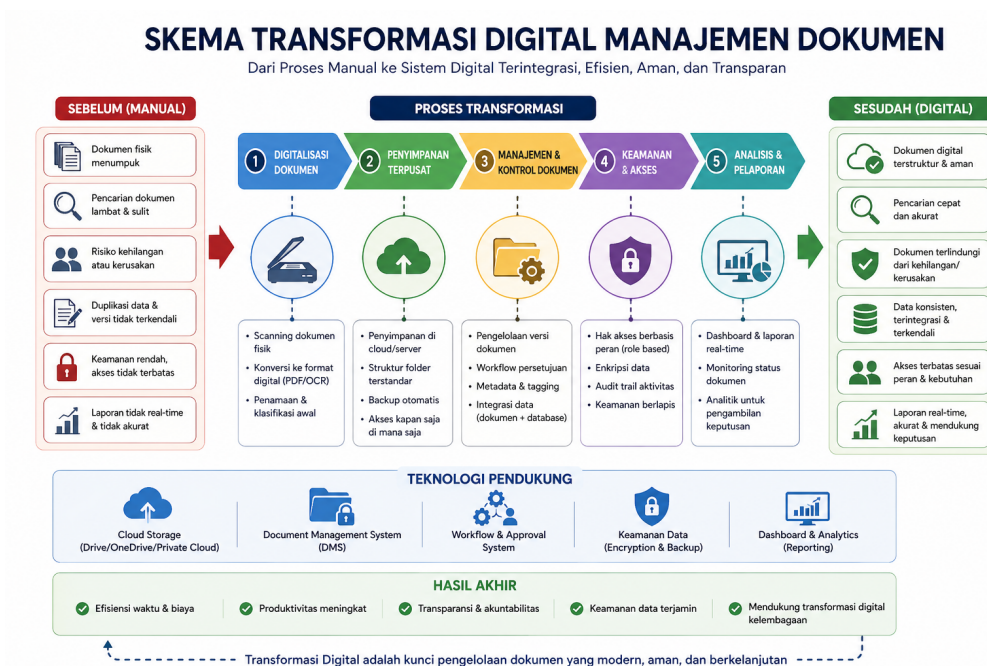 SKEMA TRANSFORMASI DIGITAL MANAJEMEN DOKUMEN
Dari Proses Manual ke Sistem Digital Terintegrasi, Efisien, Aman, dan Transparan
SEBELUM (MANUAL)
Dokumen fisik
menumpuk
Pencarian dokumen
lambat & sulit
Risiko kehilangan
atau kerusakan
Duplikasi data &
versi tidak terkendali
Keamanan rendah,
akses tidak terbatas
Laporan tidak real-time
& tidak akurat
PROSES TRANSFORMASI
1 DIGITALISASI
DOKUMEN
2 PENYIMPANAN
TERPUSAT
3 MANAJEMEN &
KONTROL DOKUMEN
4 KEAMANAN
& AKSES
5 ANALISIS &
PELAPORAN
• Scanning dokumen
fisik
• Konversi ke format
digital (PDF/OCR)
• Penamaan &
klasifikasi awal
• Penyimpanan di
cloud/server
• Struktur folder
terstandar
• Backup otomatis
• Akses kapan saja
di mana saja
• Pengelolaan versi
dokumen
• Workflow persetujuan
• Metadata & tagging
• Integrasi data
(dokumen + database)
• Hak akses berbasis
peran (role based)
• Enkripsi data
• Audit trail aktivitas
• Keamanan berlapis
• Dashboard & laporan
real-time
• Monitoring status
dokumen
• Analitik untuk
pengambilan
keputusan
SESUDAH (DIGITAL)
Dokumen digital
terstruktur & aman
Pencarian cepat
dan akurat
Dokumen terlindungi
dari kehilangan/
kerusakan
Data konsisten,
terintegrasi &
terkendali
Akses terbatas sesuai
peran & kebutuhan
Laporan real-time,
akurat & mendukung
keputusan
TEKNOLOGI PENDUKUNG
Cloud Storage
(Drive/OneDrive/Private Cloud)
Document Management System
(DMS)
Workflow & Approval
System
Keamanan Data
(Encryption & Backup)
Dashboard & Analytics
(Reporting)
HASIL AKHIR
Efisiensi waktu & biaya
Produktivitas meningkat
Transparansi & akuntabilitas
Keamanan data terjamin
Mendukung transformasi digital
kelembagaan
Transformasi Digital adalah kunci pengelolaan dokumen yang modern, aman, dan berkelanjutan